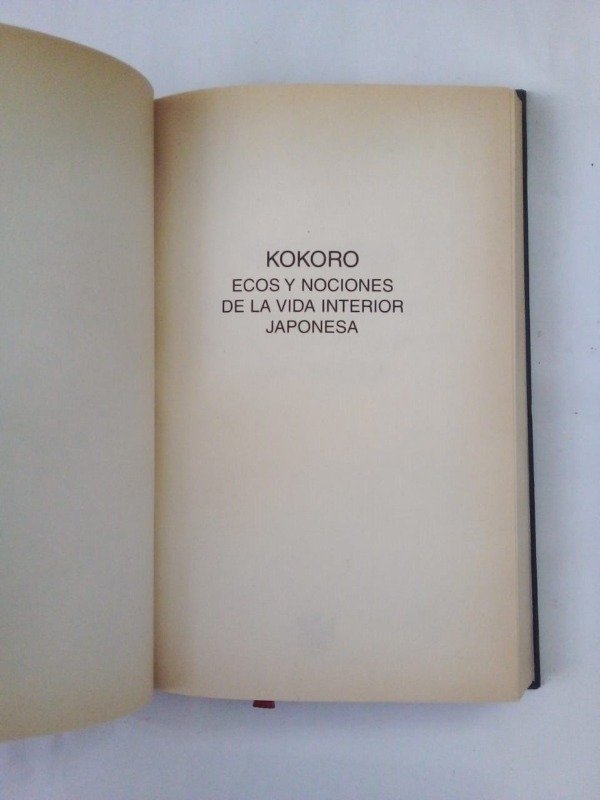 KOKORO
ECOS Y NOCIONES
DE LA VIDA INTERIOR
JAPONESA